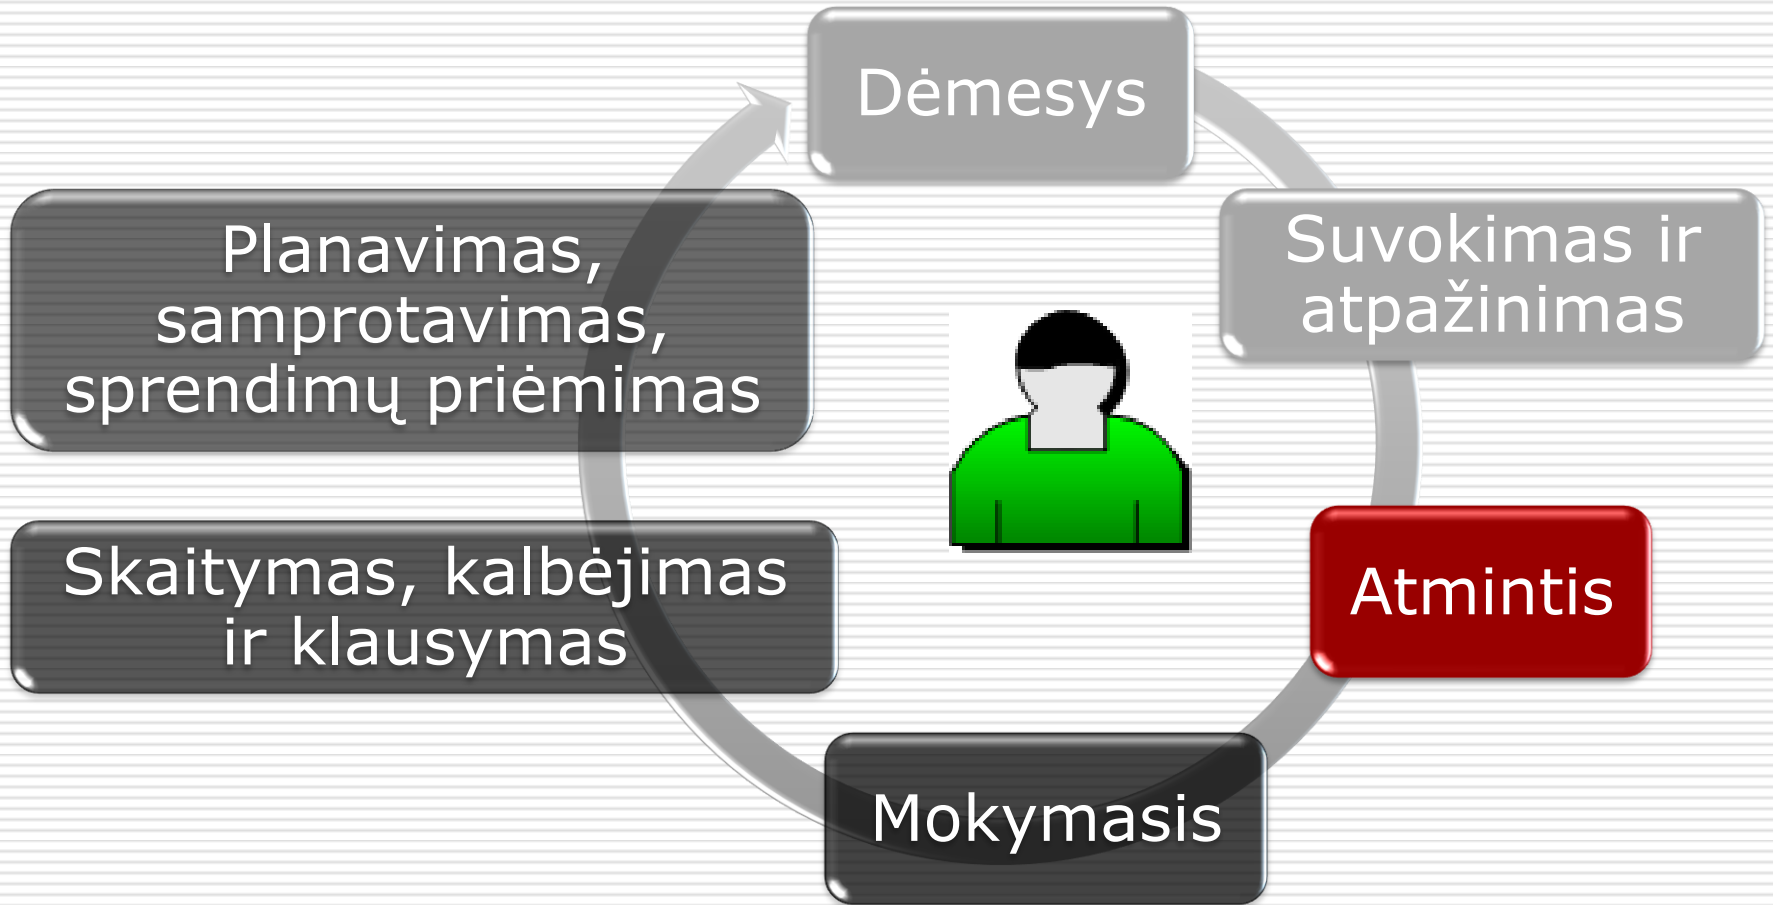 Dėmesys
Suvokimas ir
atpažinimas
Atmintis
Mokymasis
Skaitymas, kalbėjimas
ir klausymas
Planavimas,
samprotavimas,
sprendimų priėmimas